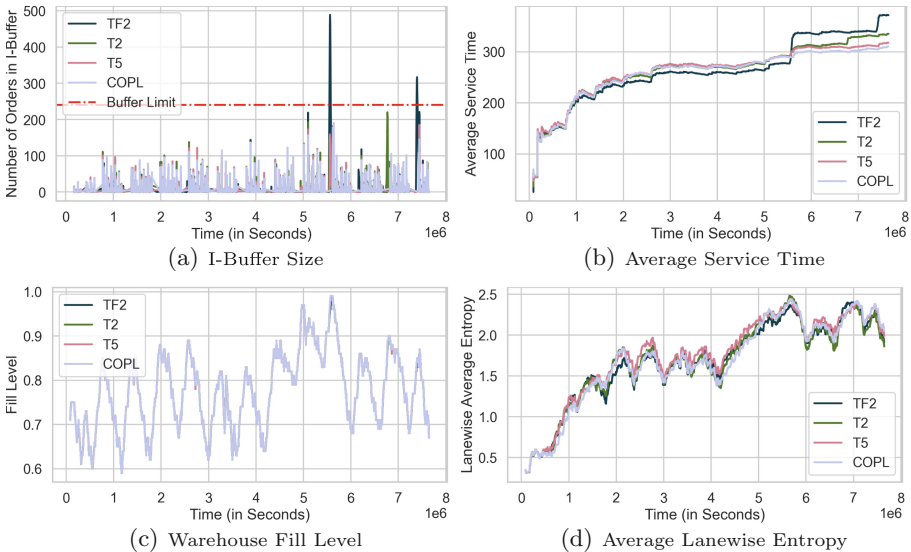 500
400
300
200
100
0
Number of Orders in I-Buffer
TF2
T2
T5
COPL
Buffer Limit
0 1 2 3 4 5 6 7 8
Time (in Seconds) 1e6
(a) I-Buffer Size
300
200
100
Average Service Time
TF2
T2
T5
COPL
0 1 2 3 4 5 6 7 8
Time (in Seconds) 1e6
(b) Average Service Time
1.0
0.9
0.8
0.7
0.6
Fill Level
TF2
T2
T5
COPL
0 1 2 3 4 5 6 7 8
Time (in Seconds) 1e6
(c) Warehouse Fill Level
2.5
2.0
1.5
1.0
0.5
Lanewise Average Entropy
TF2
T2
T5
COPL
0 1 2 3 4 5 6 7 8
Time (in Seconds) 1e6
(d) Average Lanewise Entropy